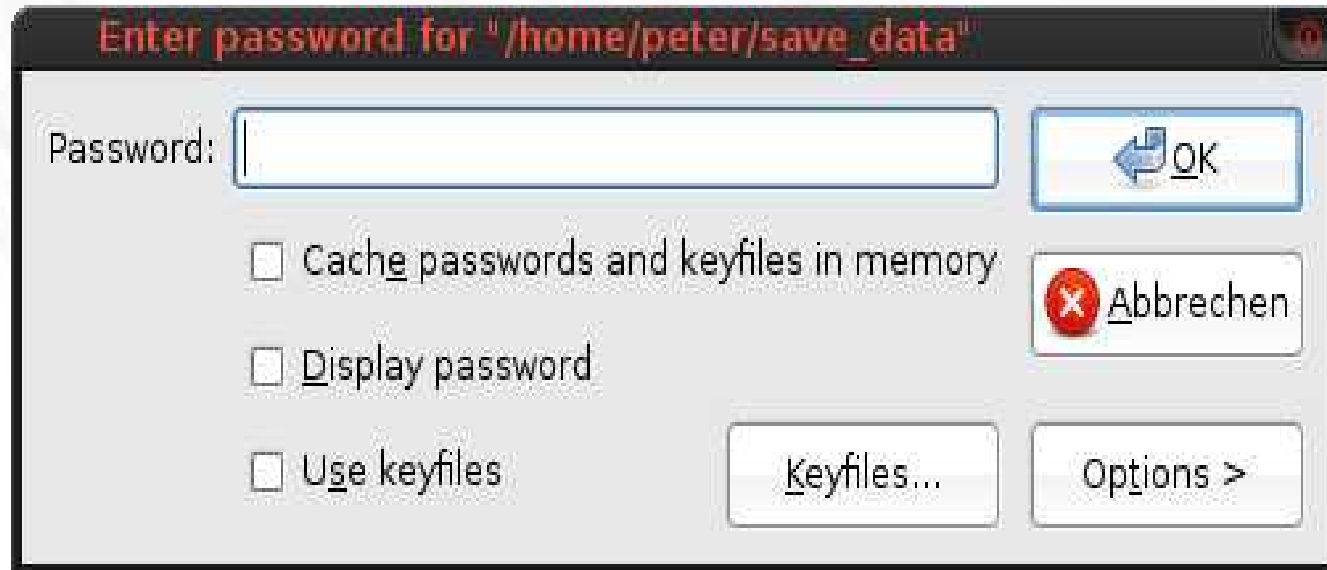 Enter password for "/home/peter/save_data"
Password:
OK
Cache passwords and keyfiles in memory
Abbrechen
Display password
Use keyfiles
Keyfiles...
Options >